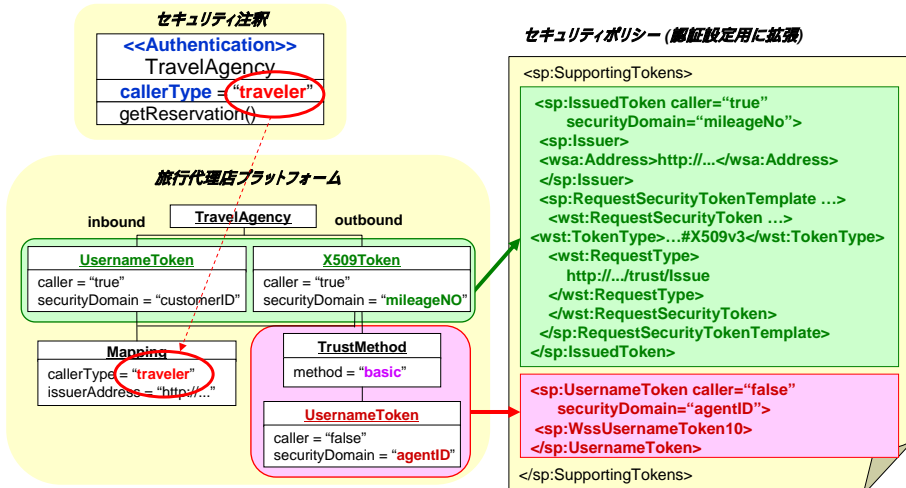 セキュリティ注釈
<<Authentication>>
TravelAgency
callerType = “traveler”
getReservation()
旅行代理店プラットフォーム
inbound
TravelAgency
outbound
UsernameToken
caller = “true”
securityDomain = “customerID”
X509Token
caller = “true”
securityDomain = “mileageNO”
Mapping
callerType = “traveler”
issuerAddress = “http://...”
TrustMethod
method = “basic”
UsernameToken
caller = “false”
securityDomain = “agentID”
セキュリティポリシー (認証設定用に拡張)
<sp:SupportingTokens>
<sp:IssuedToken caller=“true”
securityDomain=“mileageNo”>
<sp:Issuer>
<wsa:Address>http://...</wsa:Address>
</sp:Issuer>
<sp:RequestSecurityTokenTemplate ...>
<wst:RequestSecurityToken ...>
<wst:TokenType>...#X509v3</wst:TokenType>
<wst:RequestType>
http://.../trust/Issue
</wst:RequestType>
</wst:RequestSecurityToken>
</sp:RequestSecurityTokenTemplate>
</sp:IssuedToken>
<sp:UsernameToken caller=“false”
securityDomain=“agentID”>
<sp:WssUsernameToken10>
</sp:UsernameToken>
</sp:SupportingTokens>